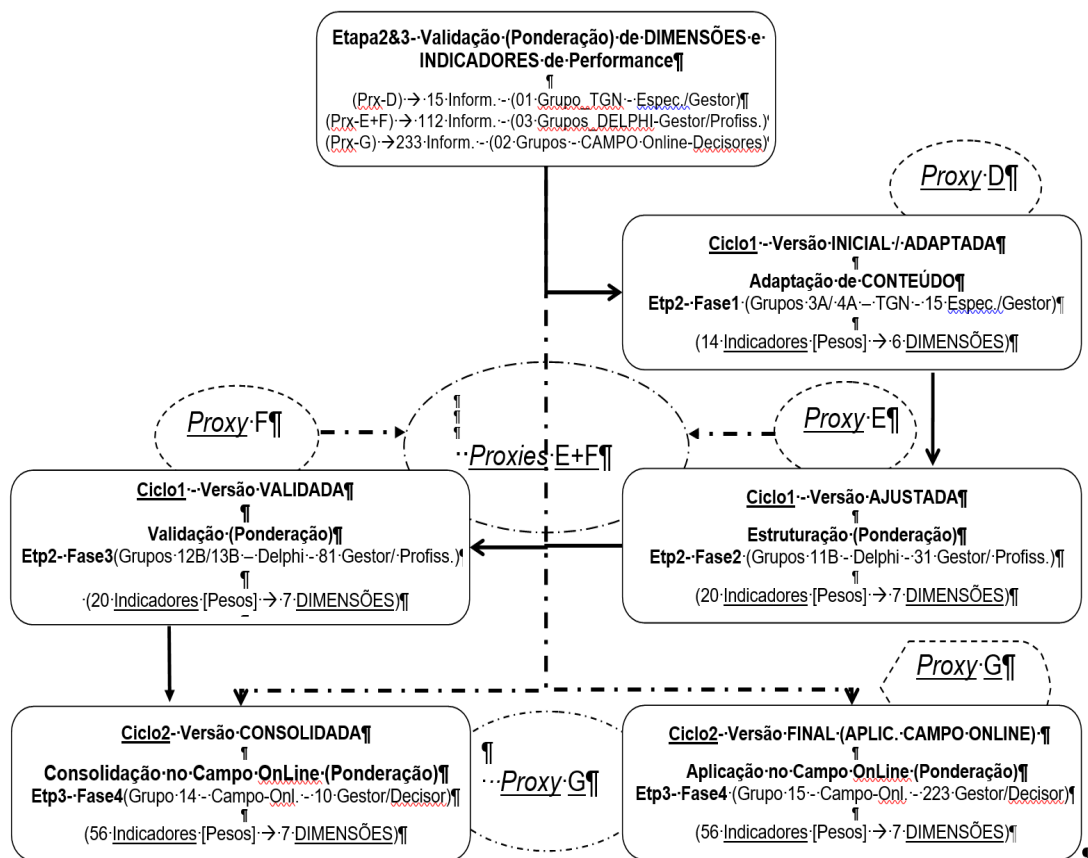 Etapa2&3·-·Validação·(Ponderação)·de·DIMENSÕES·e·
INDICADORES·de·Performance¶
¶
(Prx-D)·→·15·Inform.·-·(01·Grupo_TGN·-·Espec./Gestor)¶
(Prx-E+F)·→·112·Inform.·-·(03·Grupos_DELPHI-Gestor/Profiss.)¶
(Prx-G)·→233·Inform.·-·(02·Grupos·-·CAMPO·Online-Decisores)¶
Proxy·D¶
Ciclo1·-·Versão·INICIAL·/·ADAPTADA¶
¶
Adaptação·de·CONTEÚDO¶
Etp2-·Fase1·(Grupos·3A/·4A·–·TGN·-·15·Espec./Gestor)¶
¶
(14·Indicadores·[Pesos]·→·6·DIMENSÕES)¶
Proxy·F¶
¶
¶
¶
··Proxies·E+F¶
Proxy·E¶
Ciclo1·-·Versão·VALIDADA¶
¶
Validação·(Ponderação)¶
Etp2-·Fase3(Grupos·12B/13B·–·Delphi·-·81·Gestor/·Profiss.)¶
¶
·(20·Indicadores·[Pesos]·→·7·DIMENSÕES)¶
Ciclo1·-·Versão·AJUSTADA¶
¶
Estruturação·(Ponderação)¶
Etp2-·Fase2·(Grupos·11B·-·Delphi·-·31·Gestor/·Profiss.)¶
¶
(20·Indicadores·[Pesos]·→·7·DIMENSÕES)¶
Proxy·G¶
Ciclo2-·Versão·CONSOLIDADA¶
¶
Consolidação·no·Campo·OnLine·(Ponderação)¶
Etp3-·Fase4(Grupo·14·-·Campo-Onl.·-·10·Gestor/Decisor)¶
¶
(56·Indicadores·[Pesos]·→·7·DIMENSÕES)¶
¶
···Proxy·G¶
Ciclo2-·Versão·FINAL·(APLIC.·CAMPO·ONLINE)·¶
¶
Aplicação·no·Campo·OnLine·(Ponderação)¶
Etp3-·Fase4·(Grupo·15·-·Campo-Onl.·-·223·Gestor/Decisor)¶
¶
(56·Indicadores·[Pesos]·→·7·DIMENSÕES)¶